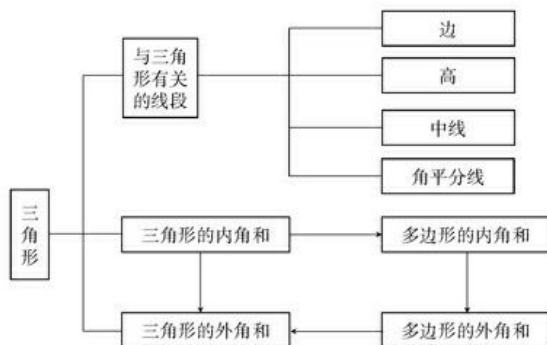 三角形
与三角
形有关
的线段
边
高
中线
角平分线
三角形的内角和
多边形的内角和
三角形的外角和
多边形的外角和